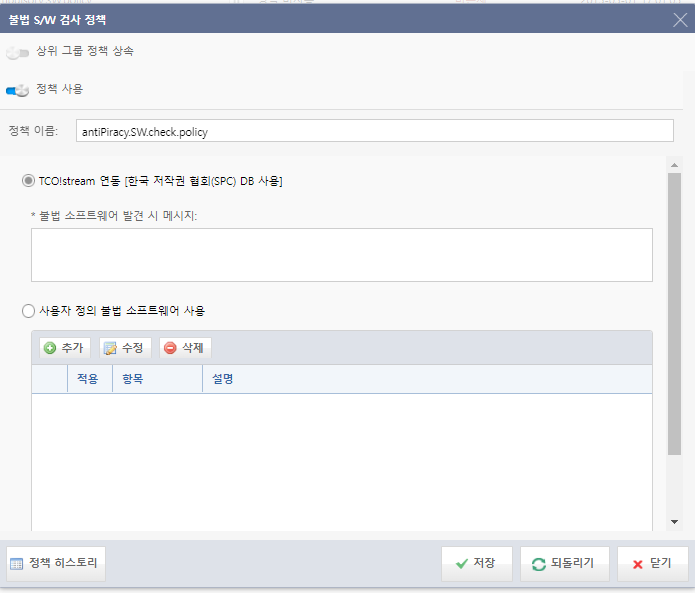 불법 S/W 검사 정책
상위 그룹 정책 상속
정책 사용
정책 이름: antiPiracy.SW.check.policy
TCO!stream 연동 [한국 저작권 협회(SPC) DB 사용]
* 불법 소프트웨어 발견 시 메시지:
사용자 정의 불법 소프트웨어 사용
추가 수정 삭제
적용 항목 설명
정책 히스토리 저장 되돌리기 닫기